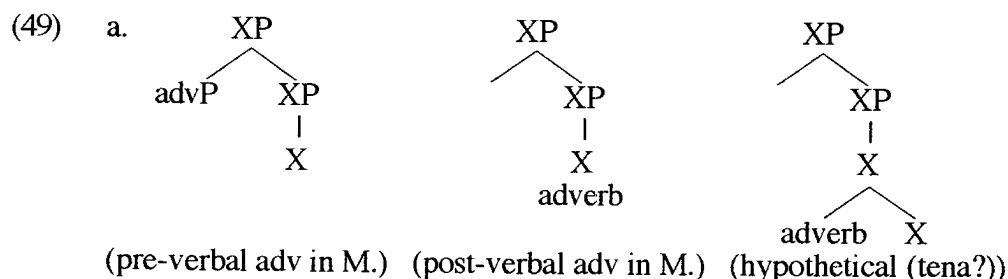 (49) a. XP XP XP
advP XP XP XP
X X X
adverb
adverb X
(pre-verbal adv in M.) (post-verbal adv in M.) (hypothetical (tena?))